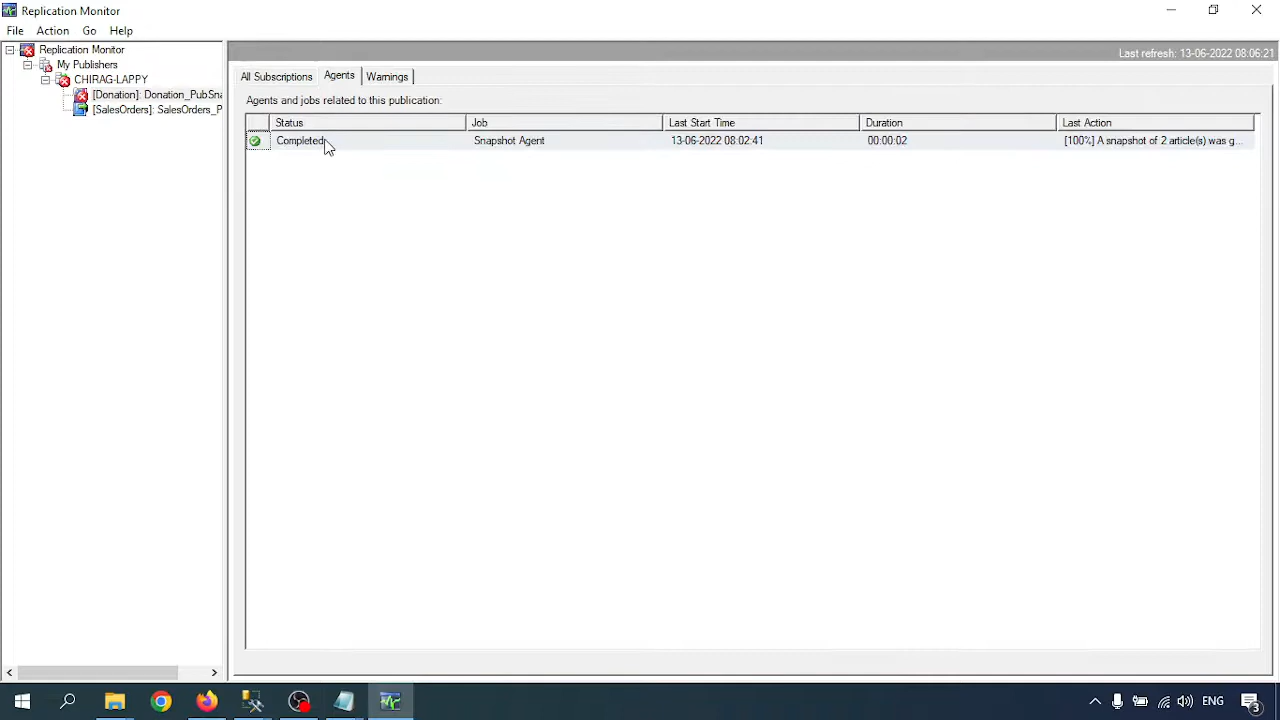 Replication Monitor
File Action Go Help
Replication Monitor
My Publishers
CHIRAG-LAPPY
[Donation]: Donation_PubSna
[SalesOrders]: SalesOrders_P
Last refresh: 13-06-2022 08:06:21
All Subscriptions Agents Warnings
Agents and jobs related to this publication:
Status Job Last Start Time Duration Last Action
Completed Snapshot Agent 13-06-2022 08:02:41 00:00:02 [100%] A snapshot of 2 article(s) was g...
ENG
3